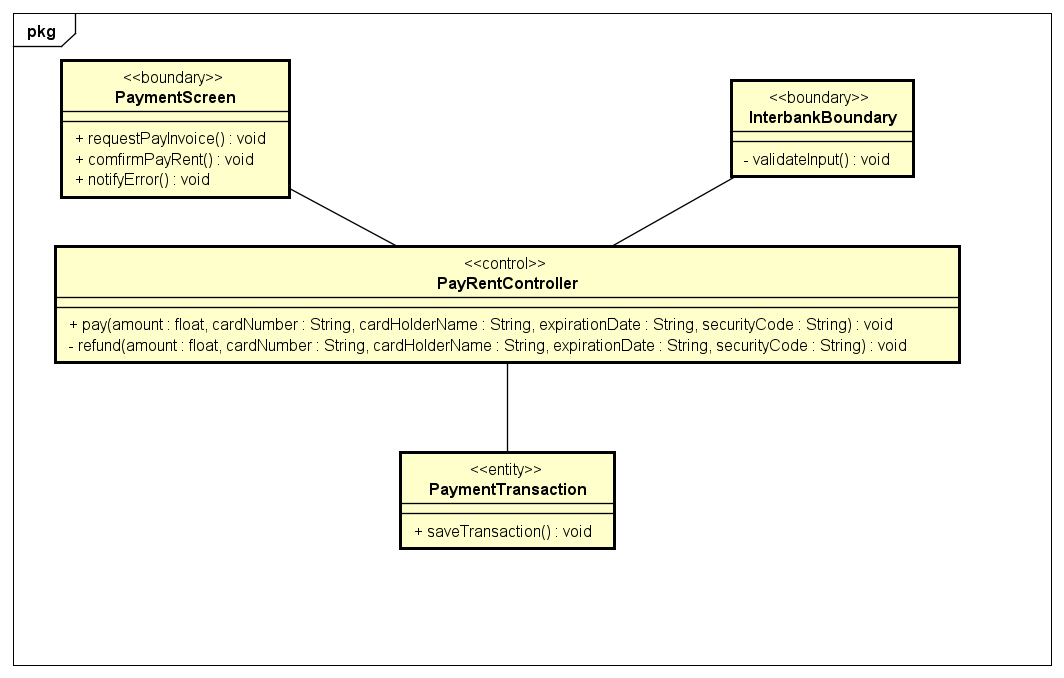 pkg
<<boundary>>
PaymentScreen
+ requestPayInvoice() : void
+ comfirmPayRent() : void
+ notifyError() : void
<<boundary>>
InterbankBoundary
- validateInput() : void
<<control>>
PayRentController
+ pay(amount : float, cardNumber : String, cardHolderName : String, expirationDate : String, securityCode : String) : void
- refund(amount : float, cardNumber : String, cardHolderName : String, expirationDate : String, securityCode : String) : void
<<entity>>
PaymentTransaction
+ saveTransaction() : void